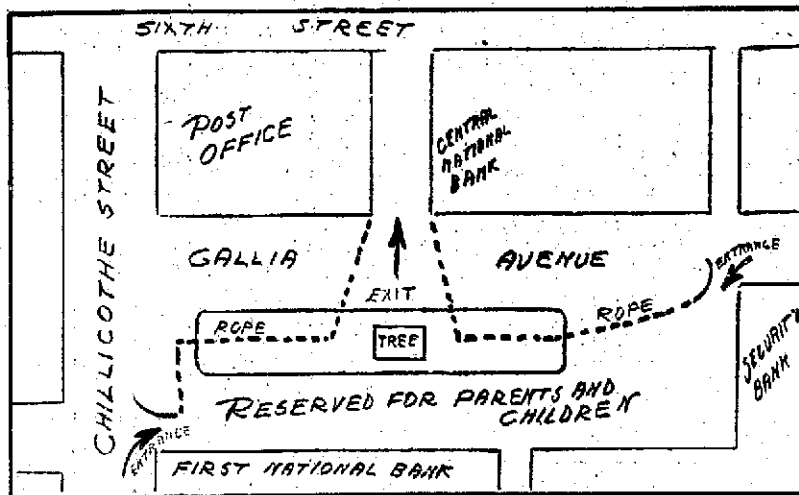 SIXTH STREET
CHILLICOTHE STREET
POST
OFFICE
CENTRAL
NATIONAL
BANK
GALLIA AVENUE
ENTRANCE
EXIT
ROPE
ROPE
TREE
SECURITY
BANK
RESERVED FOR PARENTS AND
CHILDREN
ENTRANCE
FIRST NATIONAL BANK